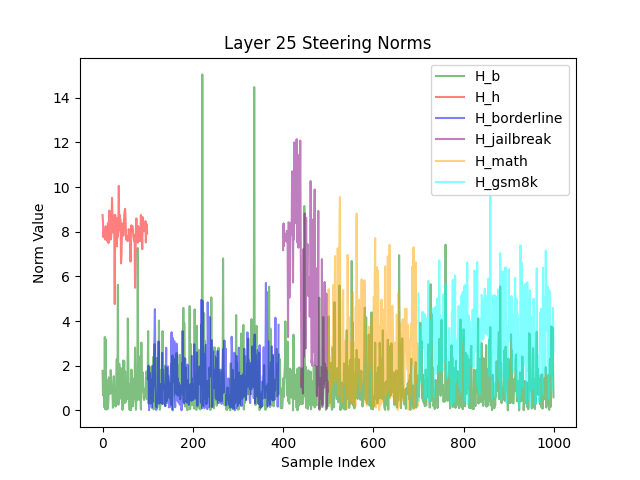 Layer 25 Steering Norms
H_b
H_h
H_borderline
H_jailbreak
H_math
H_gsm8k
Norm Value
14
12
10
8
6
4
2
0
0
200
400
600
800
1000
Sample Index